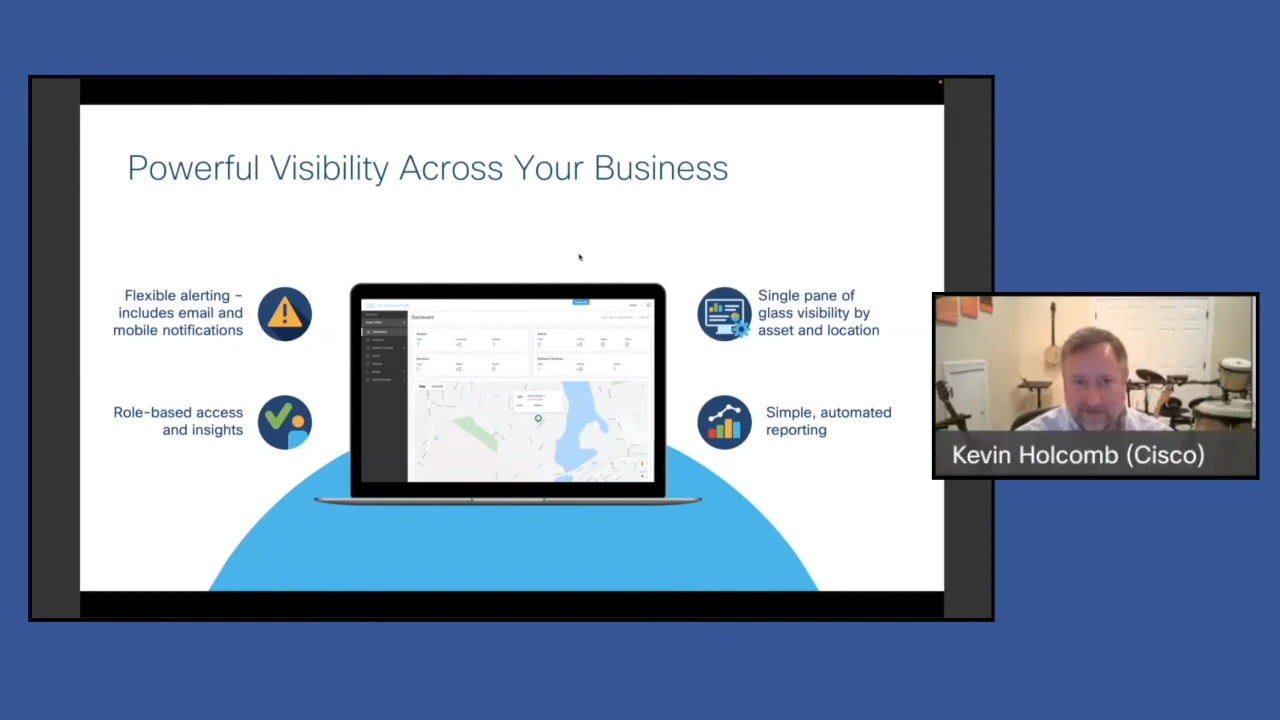 Powerful Visibility Across Your Business
Flexible alerting –
includes email and
mobile notifications
Role-based access
and insights
Dashboard
Map
Single pane of
glass visibility by
asset and location
Simple, automated
reporting
Kevin Holcomb (Cisco)